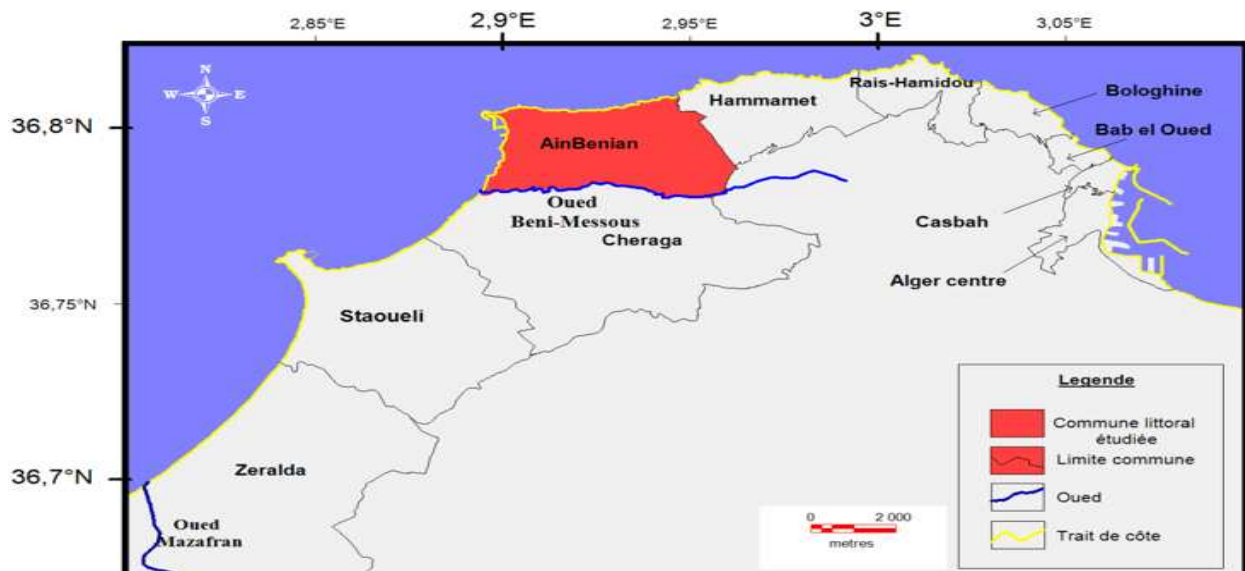 2,85°E
2,9°E
2,95°E
3°E
3,05°E
N
W E
S
36,8°N
36,75°N
36,7°N
Hammamet
Rais-Hamidou
Bologhine
Bab el Oued
AinBenian
Oued
Beni-Messous
Cheraga
Casbah
Alger centre
Staoueli
Zeralda
Oued
Mazafran
0 2 000
metres
Legende
Commune littoral
étudiée
Limite commune
Oued
Trait de côte